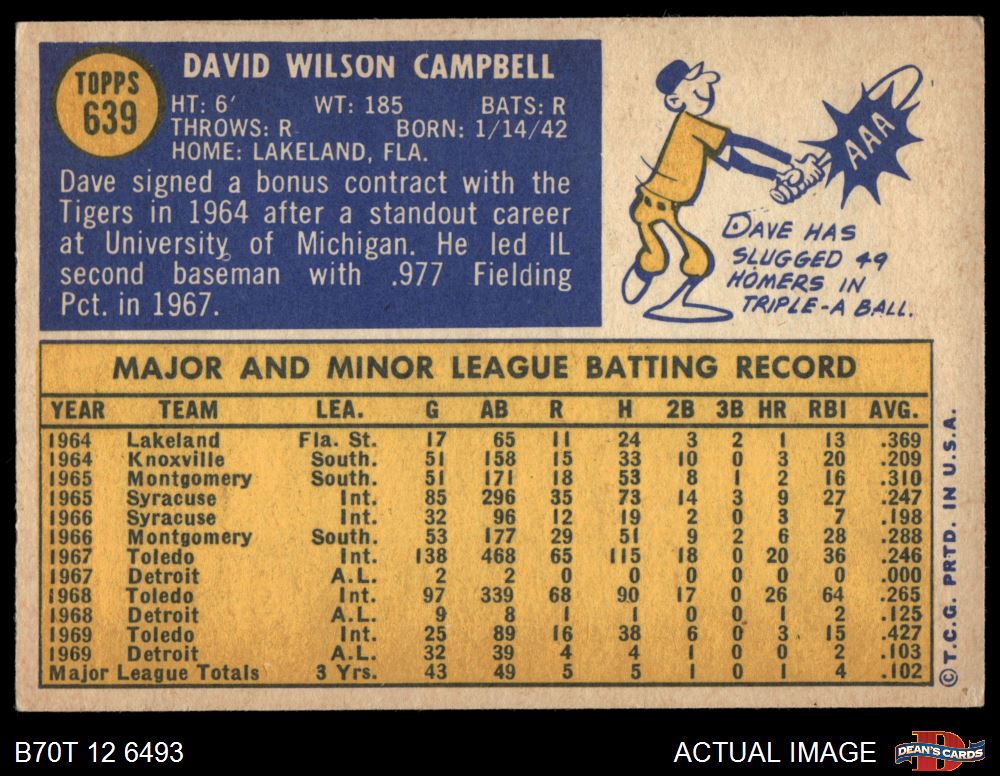 TOPPS
639
DAVID WILSON CAMPBELL
HT: 6' WT: 185 BATS: R
THROWS: R BORN: 1/14/42
HOME: LAKELAND, FLA.
Dave signed a bonus contract with the
Tigers in 1964 after a standout career
at University of Michigan. He led IL
second baseman with .977 Fielding
Pct. in 1967.
AAA
DAVE HAS
SLUGGED 49
HOMERS IN
TRIPLE-A BALL.
MAJOR AND MINOR LEAGUE BATTING RECORD
YEAR TEAM LEA. G AB R H 2B 3B HR RBI AVG.
1964 Lakeland Fla. St. 17 65 11 24 3 2 1 13 .369
1964 Knoxville South. 51 158 15 33 10 0 3 20 .209
1965 Montgomery South. 51 171 18 53 8 1 2 16 .310
1965 Syracuse Int. 85 296 35 73 14 3 9 27 .247
1966 Syracuse Int. 32 96 12 19 2 0 3 7 .198
1966 Montgomery South. 53 177 29 51 9 2 6 28 .288
1967 Toledo Int. 138 468 65 115 18 0 20 36 .246
1967 Detroit A.L. 2 2 0 0 0 0 0 0 .000
1968 Toledo Int. 97 339 68 90 17 0 26 64 .265
1968 Detroit A.L. 9 8 1 1 0 0 1 2 .125
1969 Toledo Int. 25 89 16 38 6 0 3 15 .427
1969 Detroit A.L. 32 39 4 4 1 0 0 2 .103
Major League Totals 3 Yrs. 43 49 5 5 1 0 1 4 .102
©T.C.G. PRTD. IN U.S.A.
B70T 12 6493
ACTUAL IMAGE
D
DEAN'S CARDS